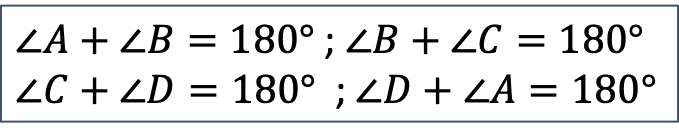 ∠A + ∠B = 180° ; ∠B + ∠C = 180°
∠C + ∠D = 180° ; ∠D + ∠A = 180°